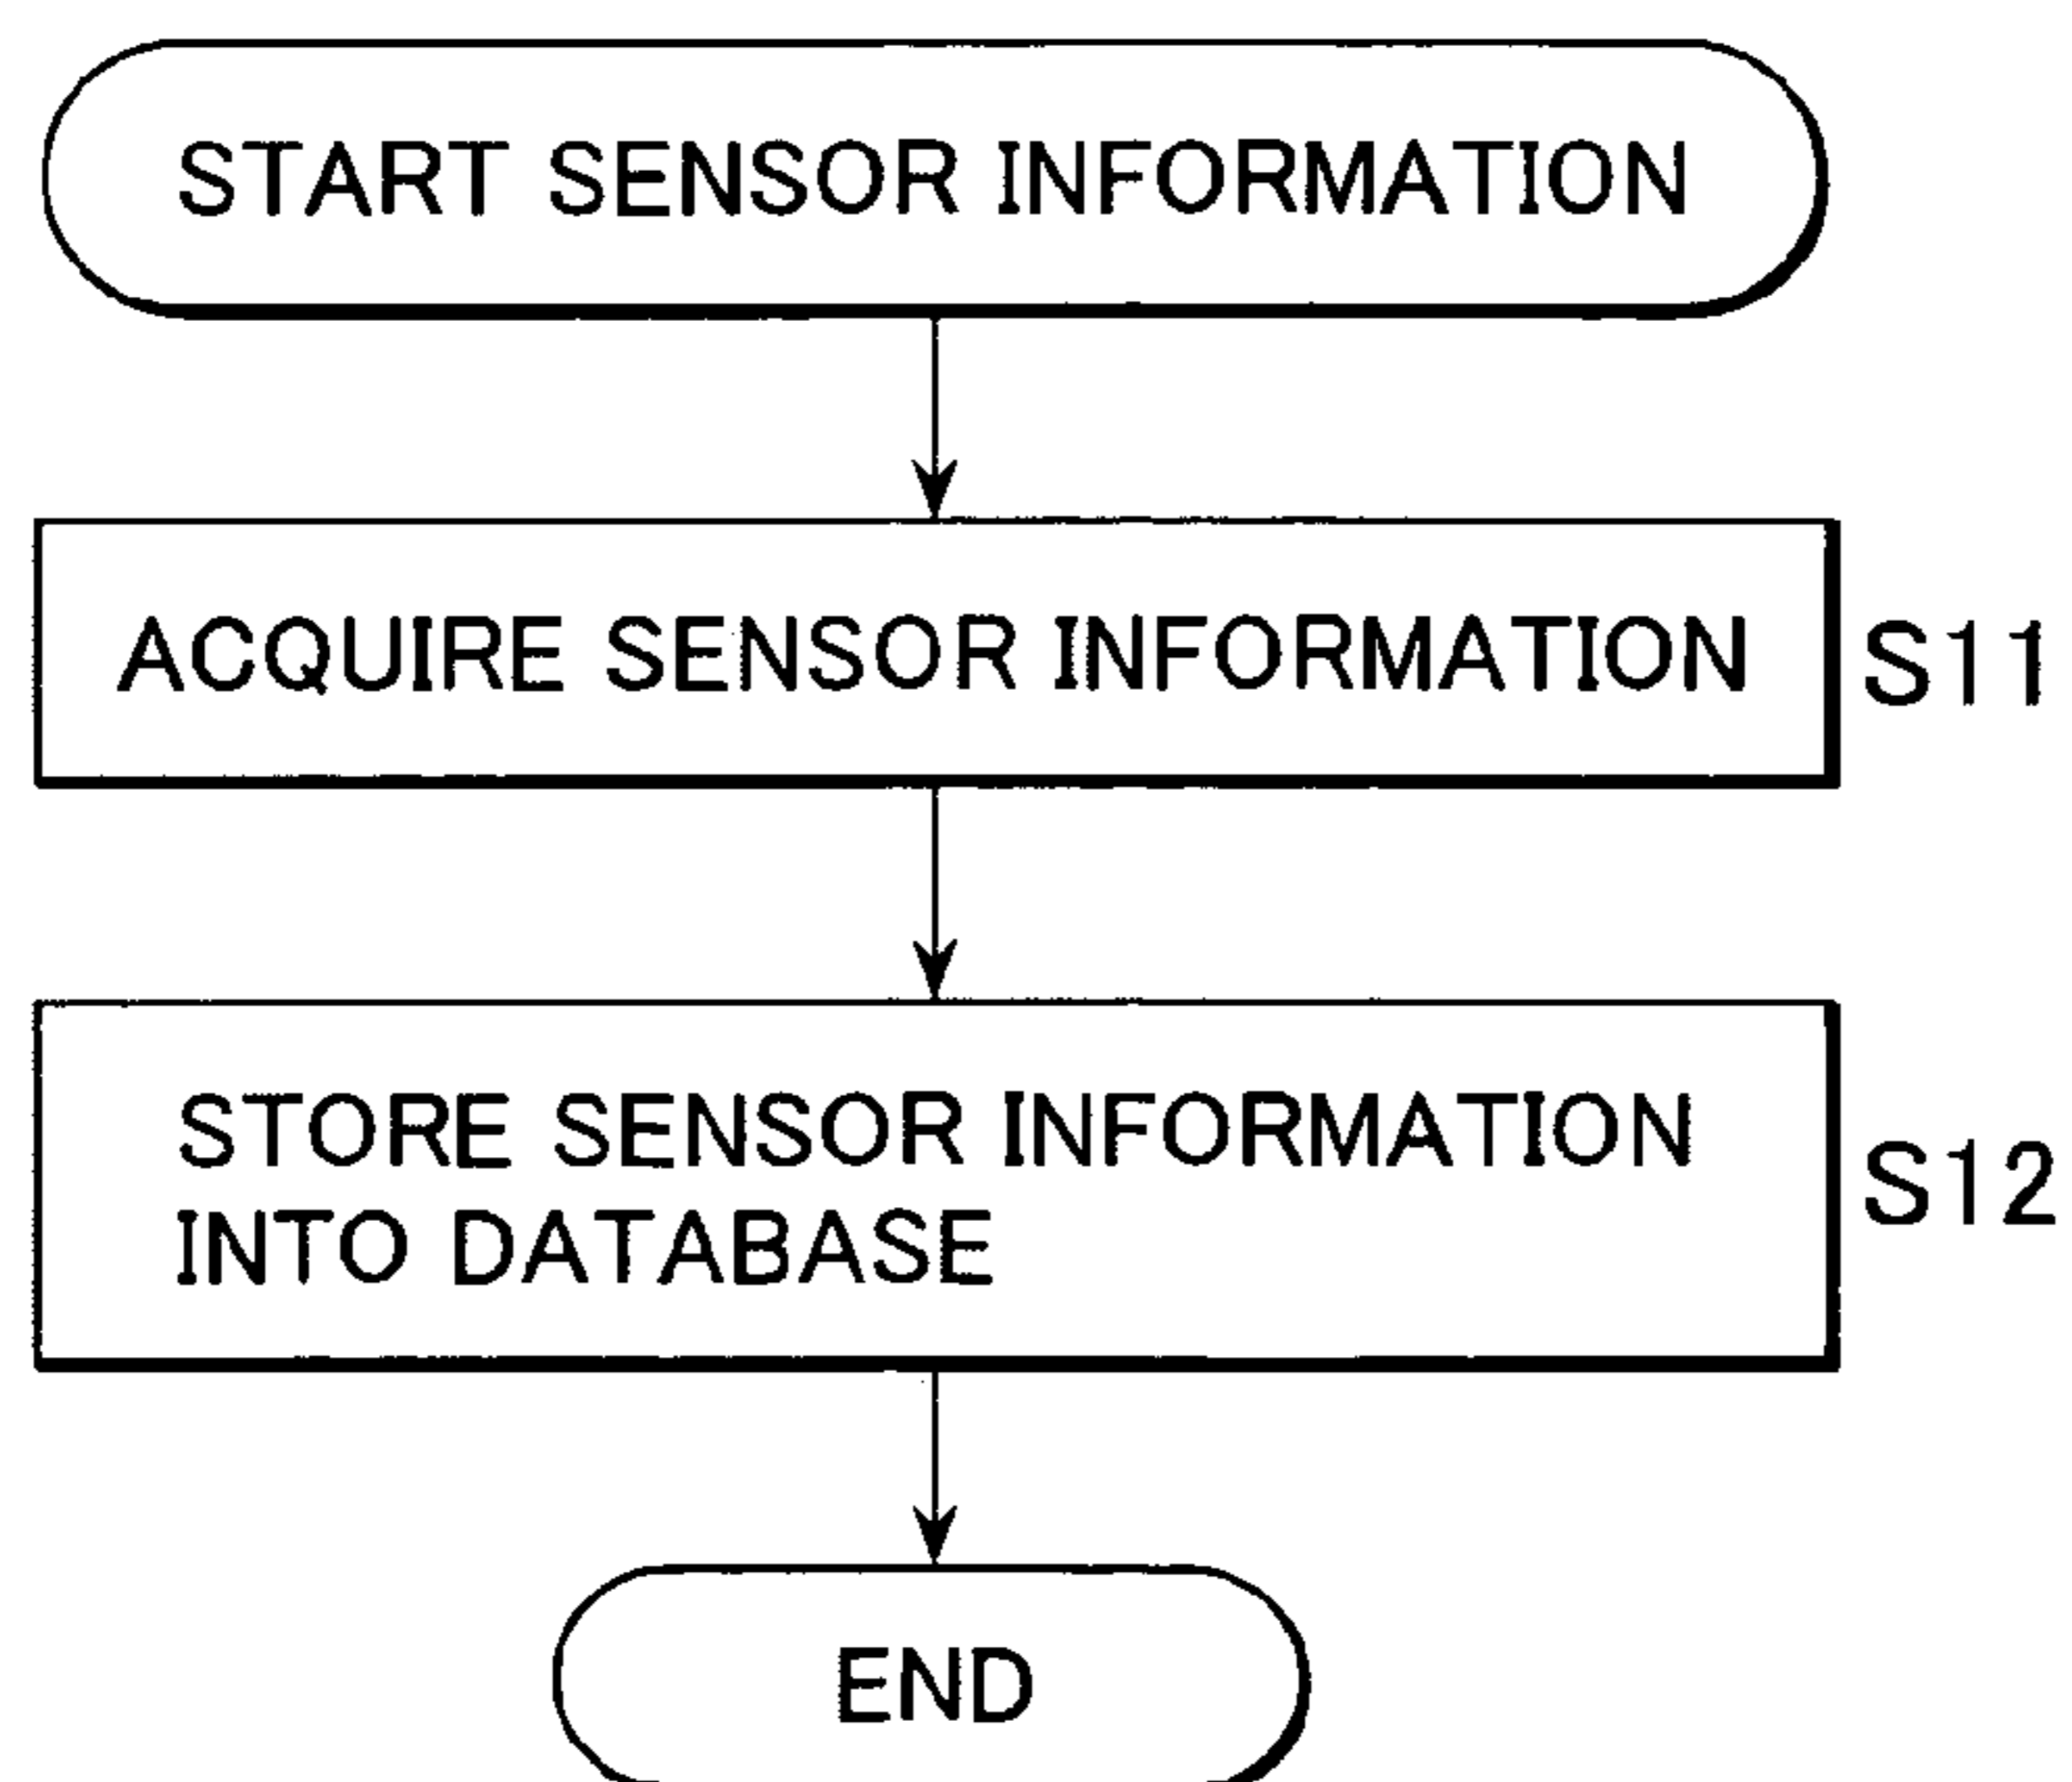 START SENSOR INFORMATION
ACQUIRE SENSOR INFORMATION
S11
STORE SENSOR INFORMATION
INTO DATABASE
S12
END